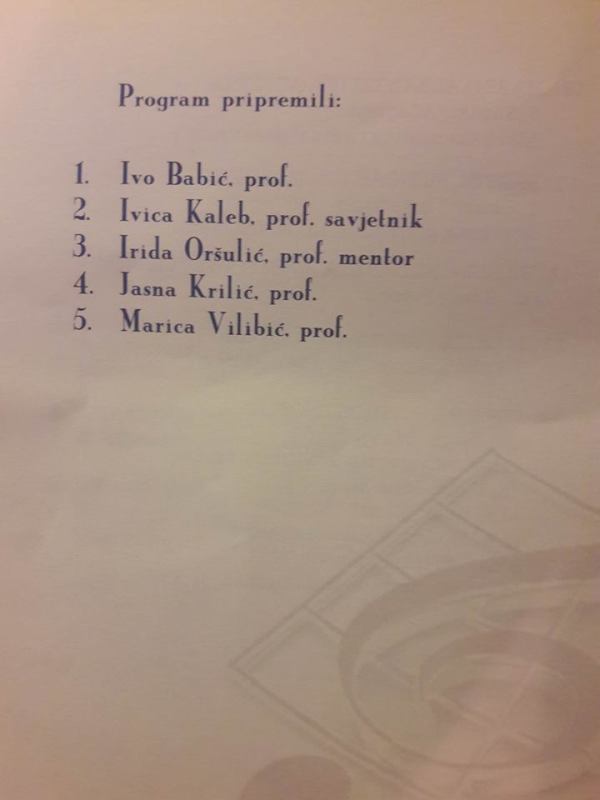 Program pripremili:
1. Ivo Babić, prof.
2. Ivica Kaleb, prof. savjetnik
3. Irida Oršulić, prof. mentor
4. Jasna Krilić, prof.
5. Marica Vilibić, prof.